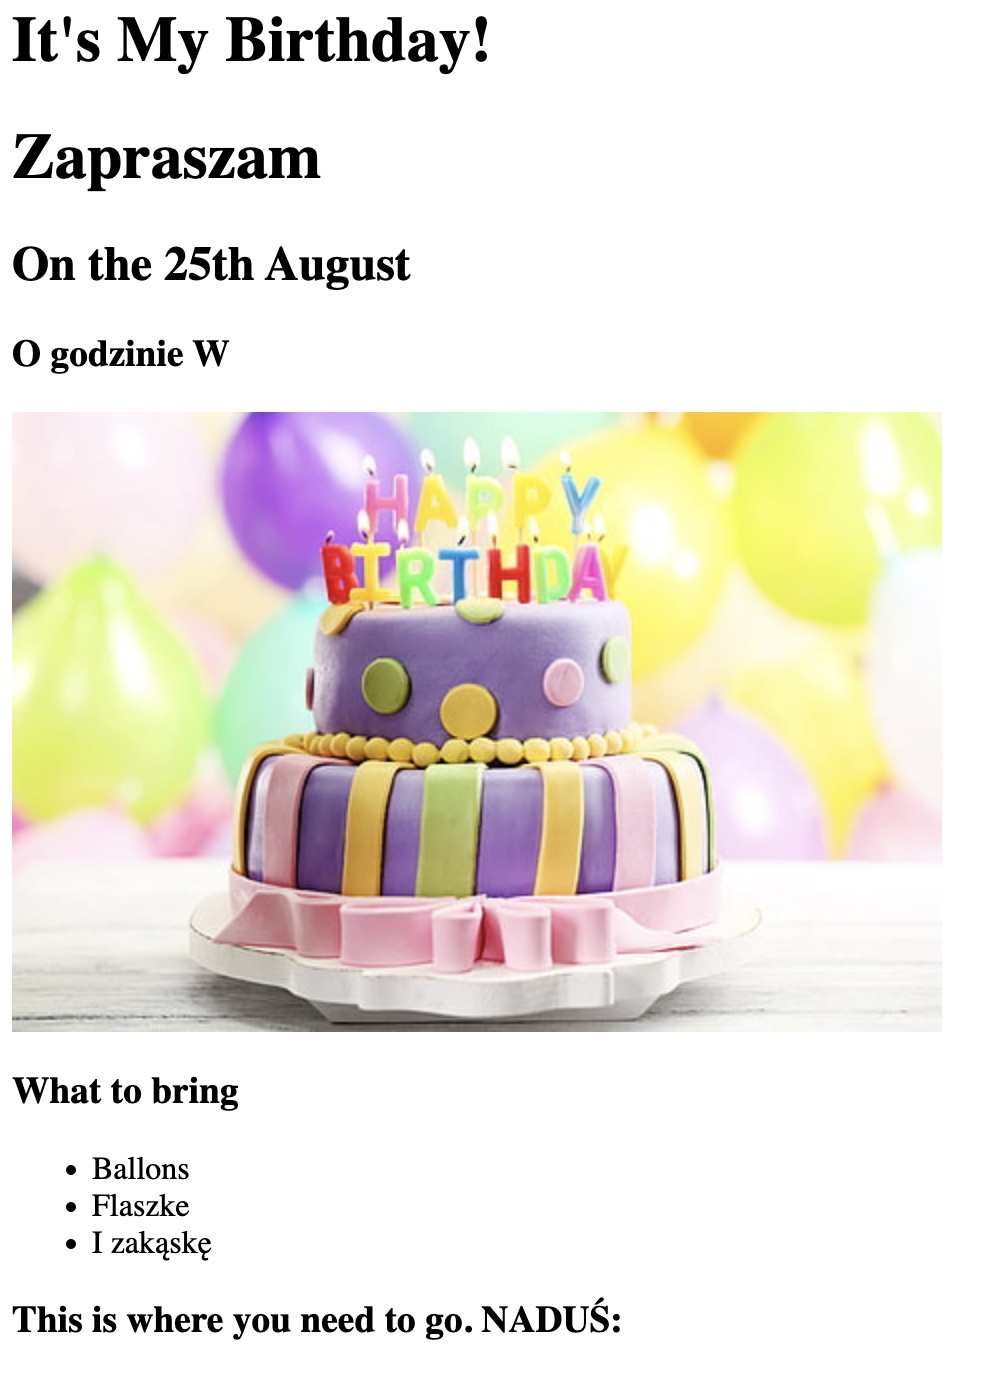 It's My Birthday!
Zapraszam
On the 25th August
O godzinie W
HAPPY
BIRTHDAY
What to bring
Ballons
Flaszke
I zakąskę
This is where you need to go. NADUŚ: